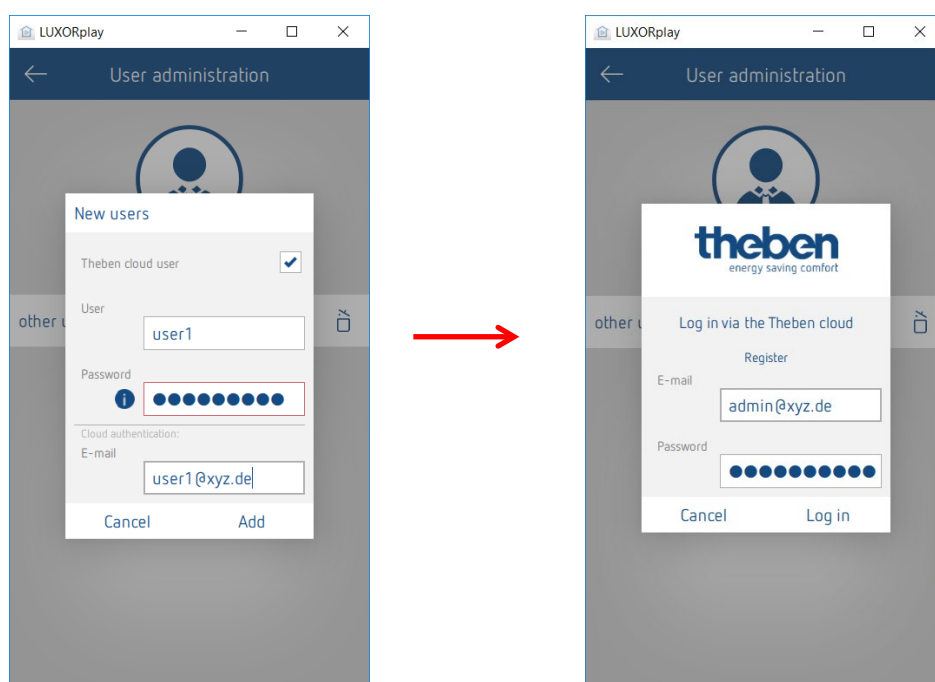 LUXORplay
User administration
New users
Theben cloud user
other u
User
user1
Password
Cloud authentication:
E-mail
user1@xyz.de
Cancel Add
LUXORplay
User administration
theben
energy saving comfort
other u
Log in via the Theben cloud
Register
E-mail
admin@xyz.de
Password
Cancel Log in